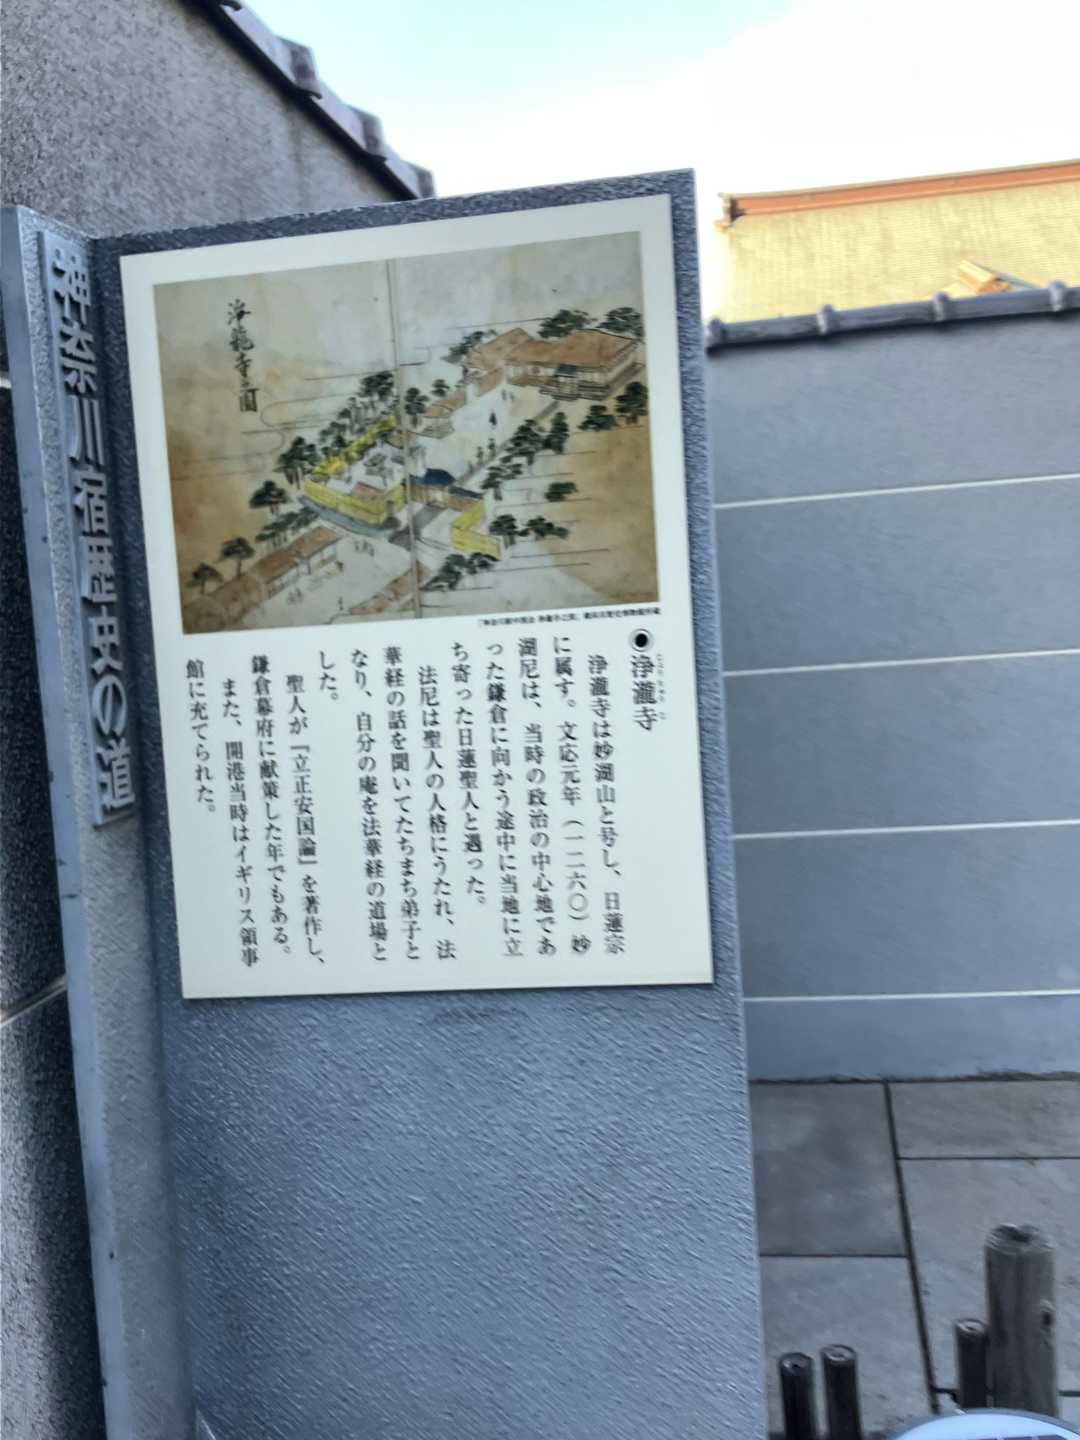 神奈川宿歴史の道
浄瀧寺
浄瀧寺は妙湖山と号し、日蓮宗
に属す。文応元年（一二六〇）妙
湖尼は、当時の政治の中心地であ
った鎌倉に向かう途中に当地に立
ち寄った日蓮聖人と遇った。
法尼は聖人の人格にうたれ、法
華経の話を聞いてたちまち弟子と
なり、自分の庵を法華経の道場と
した。
聖人が「立正安国論」を著作し、
鎌倉幕府に献策した年でもある。
また、開港当時はイギリス領事
館に充てられた。